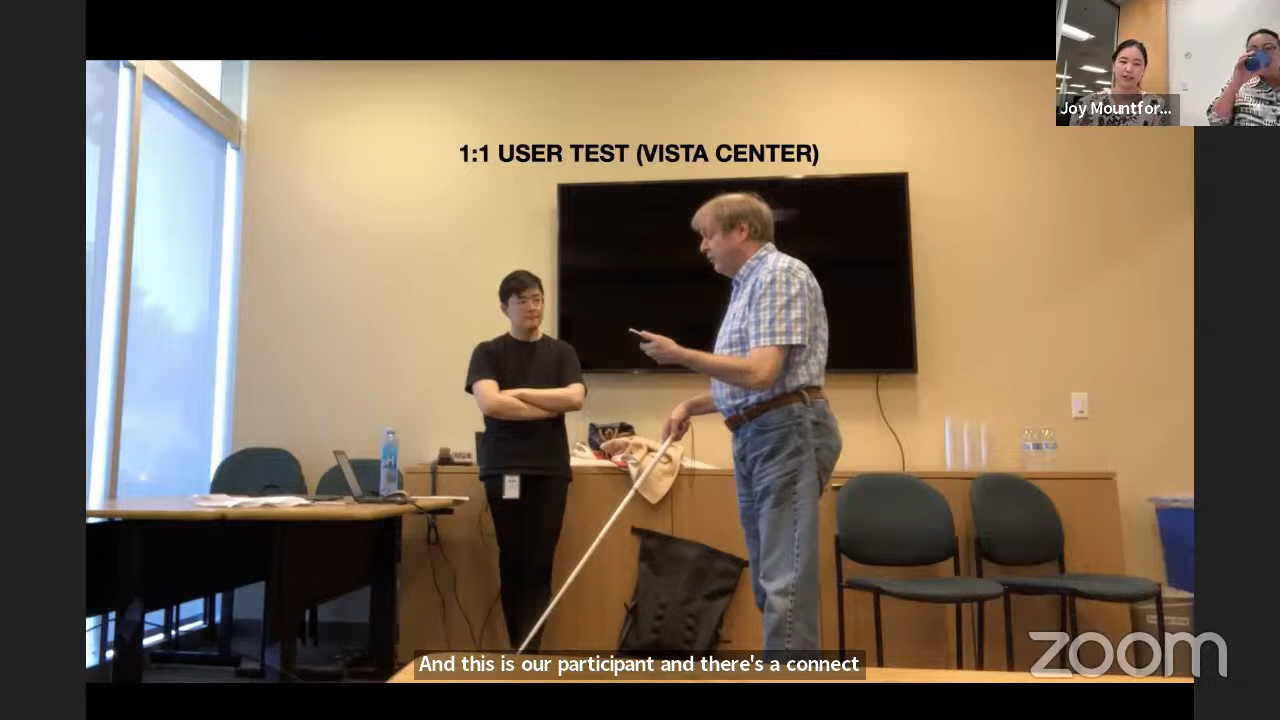 Joy Mountfor...
1:1 USER TEST (VISTA CENTER)
And this is our participant and there's a connect
zoom